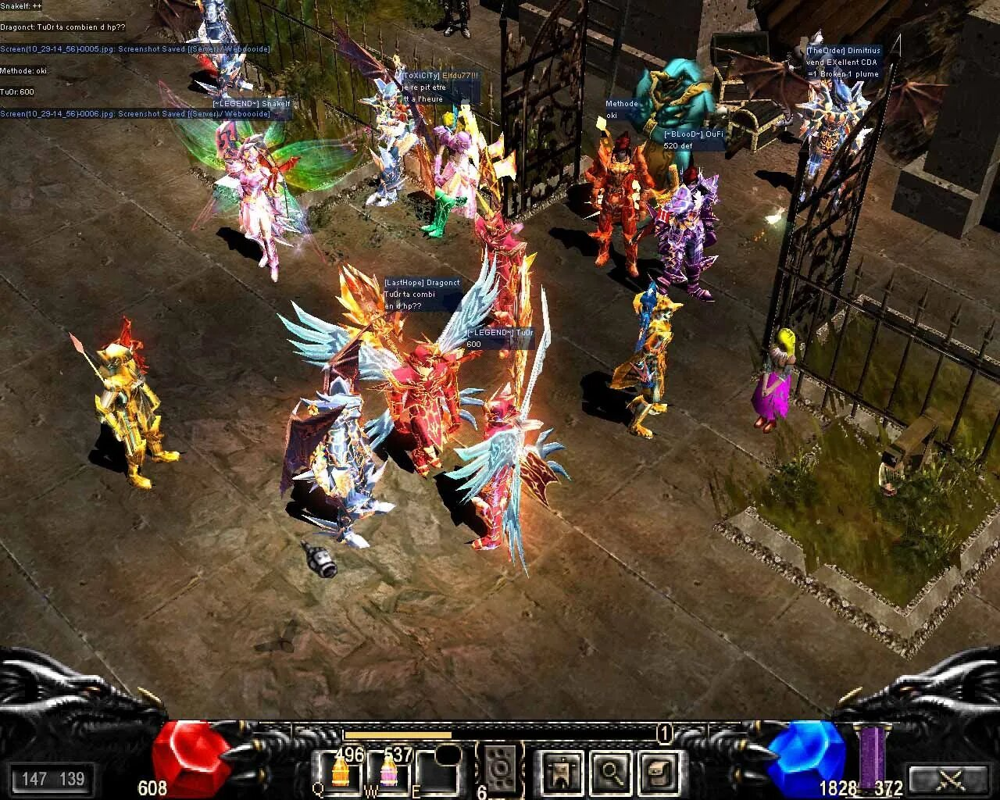 Snakelf: ++
Dragonct: Tu0r ta combien d hp??
Screen(10_29-14_56)-0005.jpg: Screenshot Saved [(Server)/ Weboooide]
Methode: oki
Tu0r: 600
Screen(10_29-14_56)-0006.jpg: Screenshot Saved [(Server)/ Weboooide]
[~LEGEND~] Snakelf
[ToXiCiTy] Elfdu77!!!
je re pit etre
tt a l'heure
Methode
oki
[~BLooD~] OuFi
520 def
[TheOrder] Dimitrius
vend EXellent CDA
=1 Broken 1 plume
[LastHope] Dragonct
Tu0r ta combi
en d hp??
[~LEGEND~] Tu0r
600
1
496 537
147 139
608
Q W E
6
1828 372